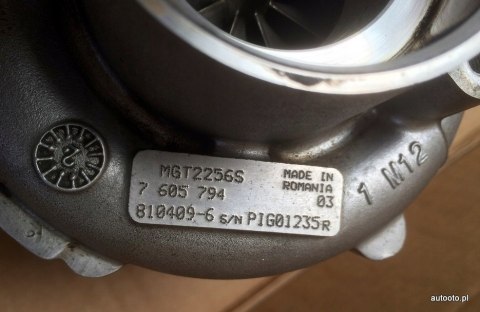 MGT2256S
MADE IN
ROMANIA
7 605 794
03
810409-6 S/N PIG01235R
1 M12
autooto.pl